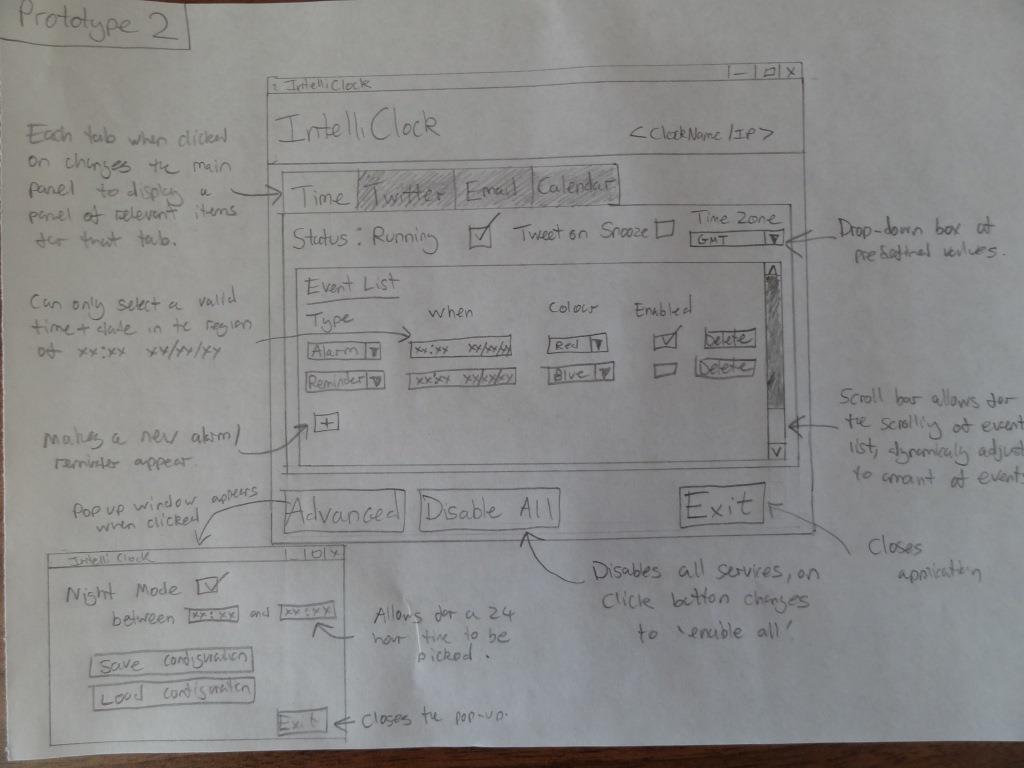 Prototype 2
IntelliClock
IntelliClock
<ClockName/IP>
Each tab when clicked
on changes the main
panel to display a
panel of relevant items
for that tab.
Time Twitter Email Calendar
Status: Running
Tweet on Snooze
Time Zone
GMT
Drop-down box of
predefined values.
Event List
Type When Colour Enabled
Alarm xx:xx xx/xx/xx Red Delete
Reminder xx:xx xx/xx/xx Blue Delete
+
Can only select a valid
time + date in the region
of xx:xx xx/xx/xx
Makes a new alarm/
reminder appear.
Scroll bar allows for
the scrolling of event
list, dynamically adjust
to amount of events
Advanced Disable All Exit
Pop up window appears
when clicked
Closes
application
Disables all services, on
click button changes
to 'enable all'
IntelliClock
Night Mode
between xx:xx and xx:xx
Save configuration
Load configuration
Exit
Allows for a 24
hour time to be
picked.
Closes the pop-up.